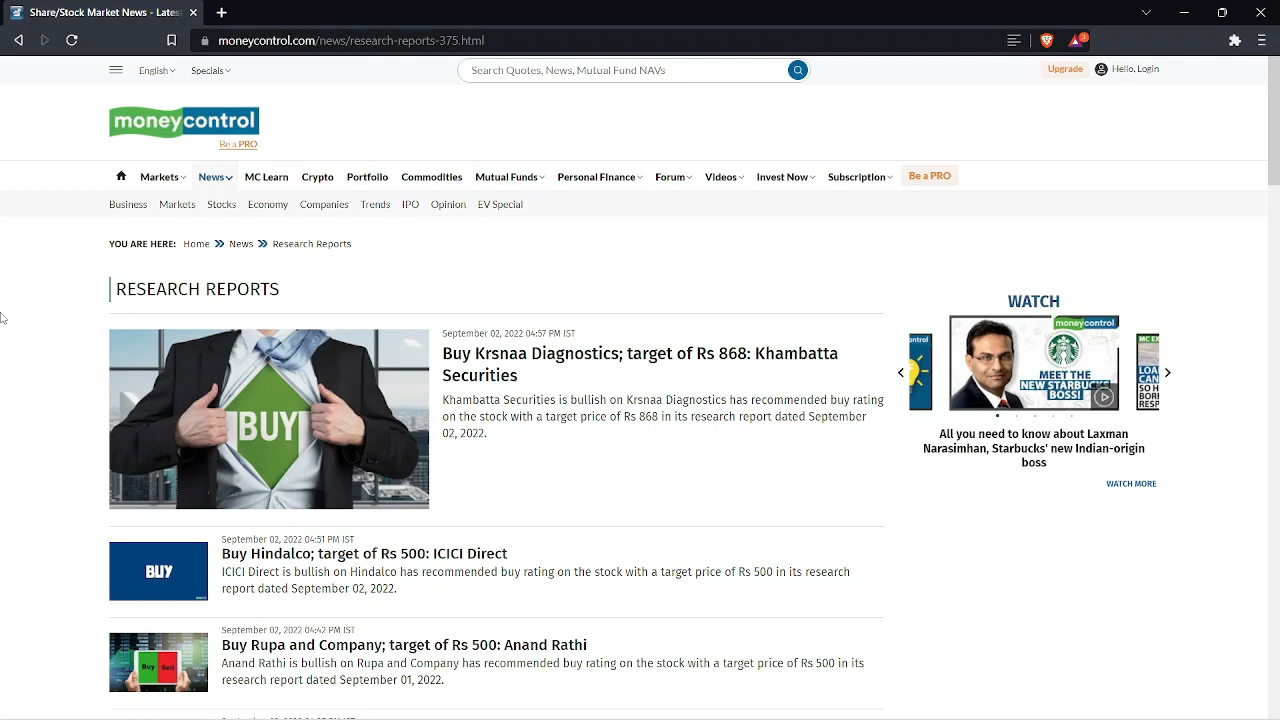 Share/Stock Market News - Lates
moneycontrol.com/news/research-reports-375.html
English
Specials
Search Quotes, News, Mutual Fund NAVs
Upgrade
Hello, Login
moneycontrol
Be a PRO
Markets
News
MC Learn
Crypto
Portfolio
Commodities
Mutual Funds
Personal Finance
Forum
Videos
Invest Now
Subscription
Be a PRO
Business
Markets
Stocks
Economy
Companies
Trends
IPO
Opinion
EV Special
YOU ARE HERE: Home News Research Reports
RESEARCH REPORTS
BUY
September 02, 2022 04:57 PM IST
Buy Krsnaa Diagnostics; target of Rs 868: Khambatta
Securities
Khambatta Securities is bullish on Krsnaa Diagnostics has recommended buy rating
on the stock with a target price of Rs 868 in its research report dated September
02, 2022.
BUY
September 02, 2022 04:51 PM IST
Buy Hindalco; target of Rs 500: ICICI Direct
ICICI Direct is bullish on Hindalco has recommended buy rating on the stock with a target price of Rs 500 in its research
report dated September 02, 2022.
Buy Sell
September 02, 2022 04:42 PM IST
Buy Rupa and Company; target of Rs 500: Anand Rathi
Anand Rathi is bullish on Rupa and Company has recommended buy rating on the stock with a target price of Rs 500 in its
research report dated September 01, 2022.
WATCH
ontrol
moneycontrol
MEET THE
NEW STARBUCKS
BOSS!
MC EX
LOA
CAN
SO H
BOR
RESP
All you need to know about Laxman
Narasimhan, Starbucks' new Indian-origin
boss
WATCH MORE